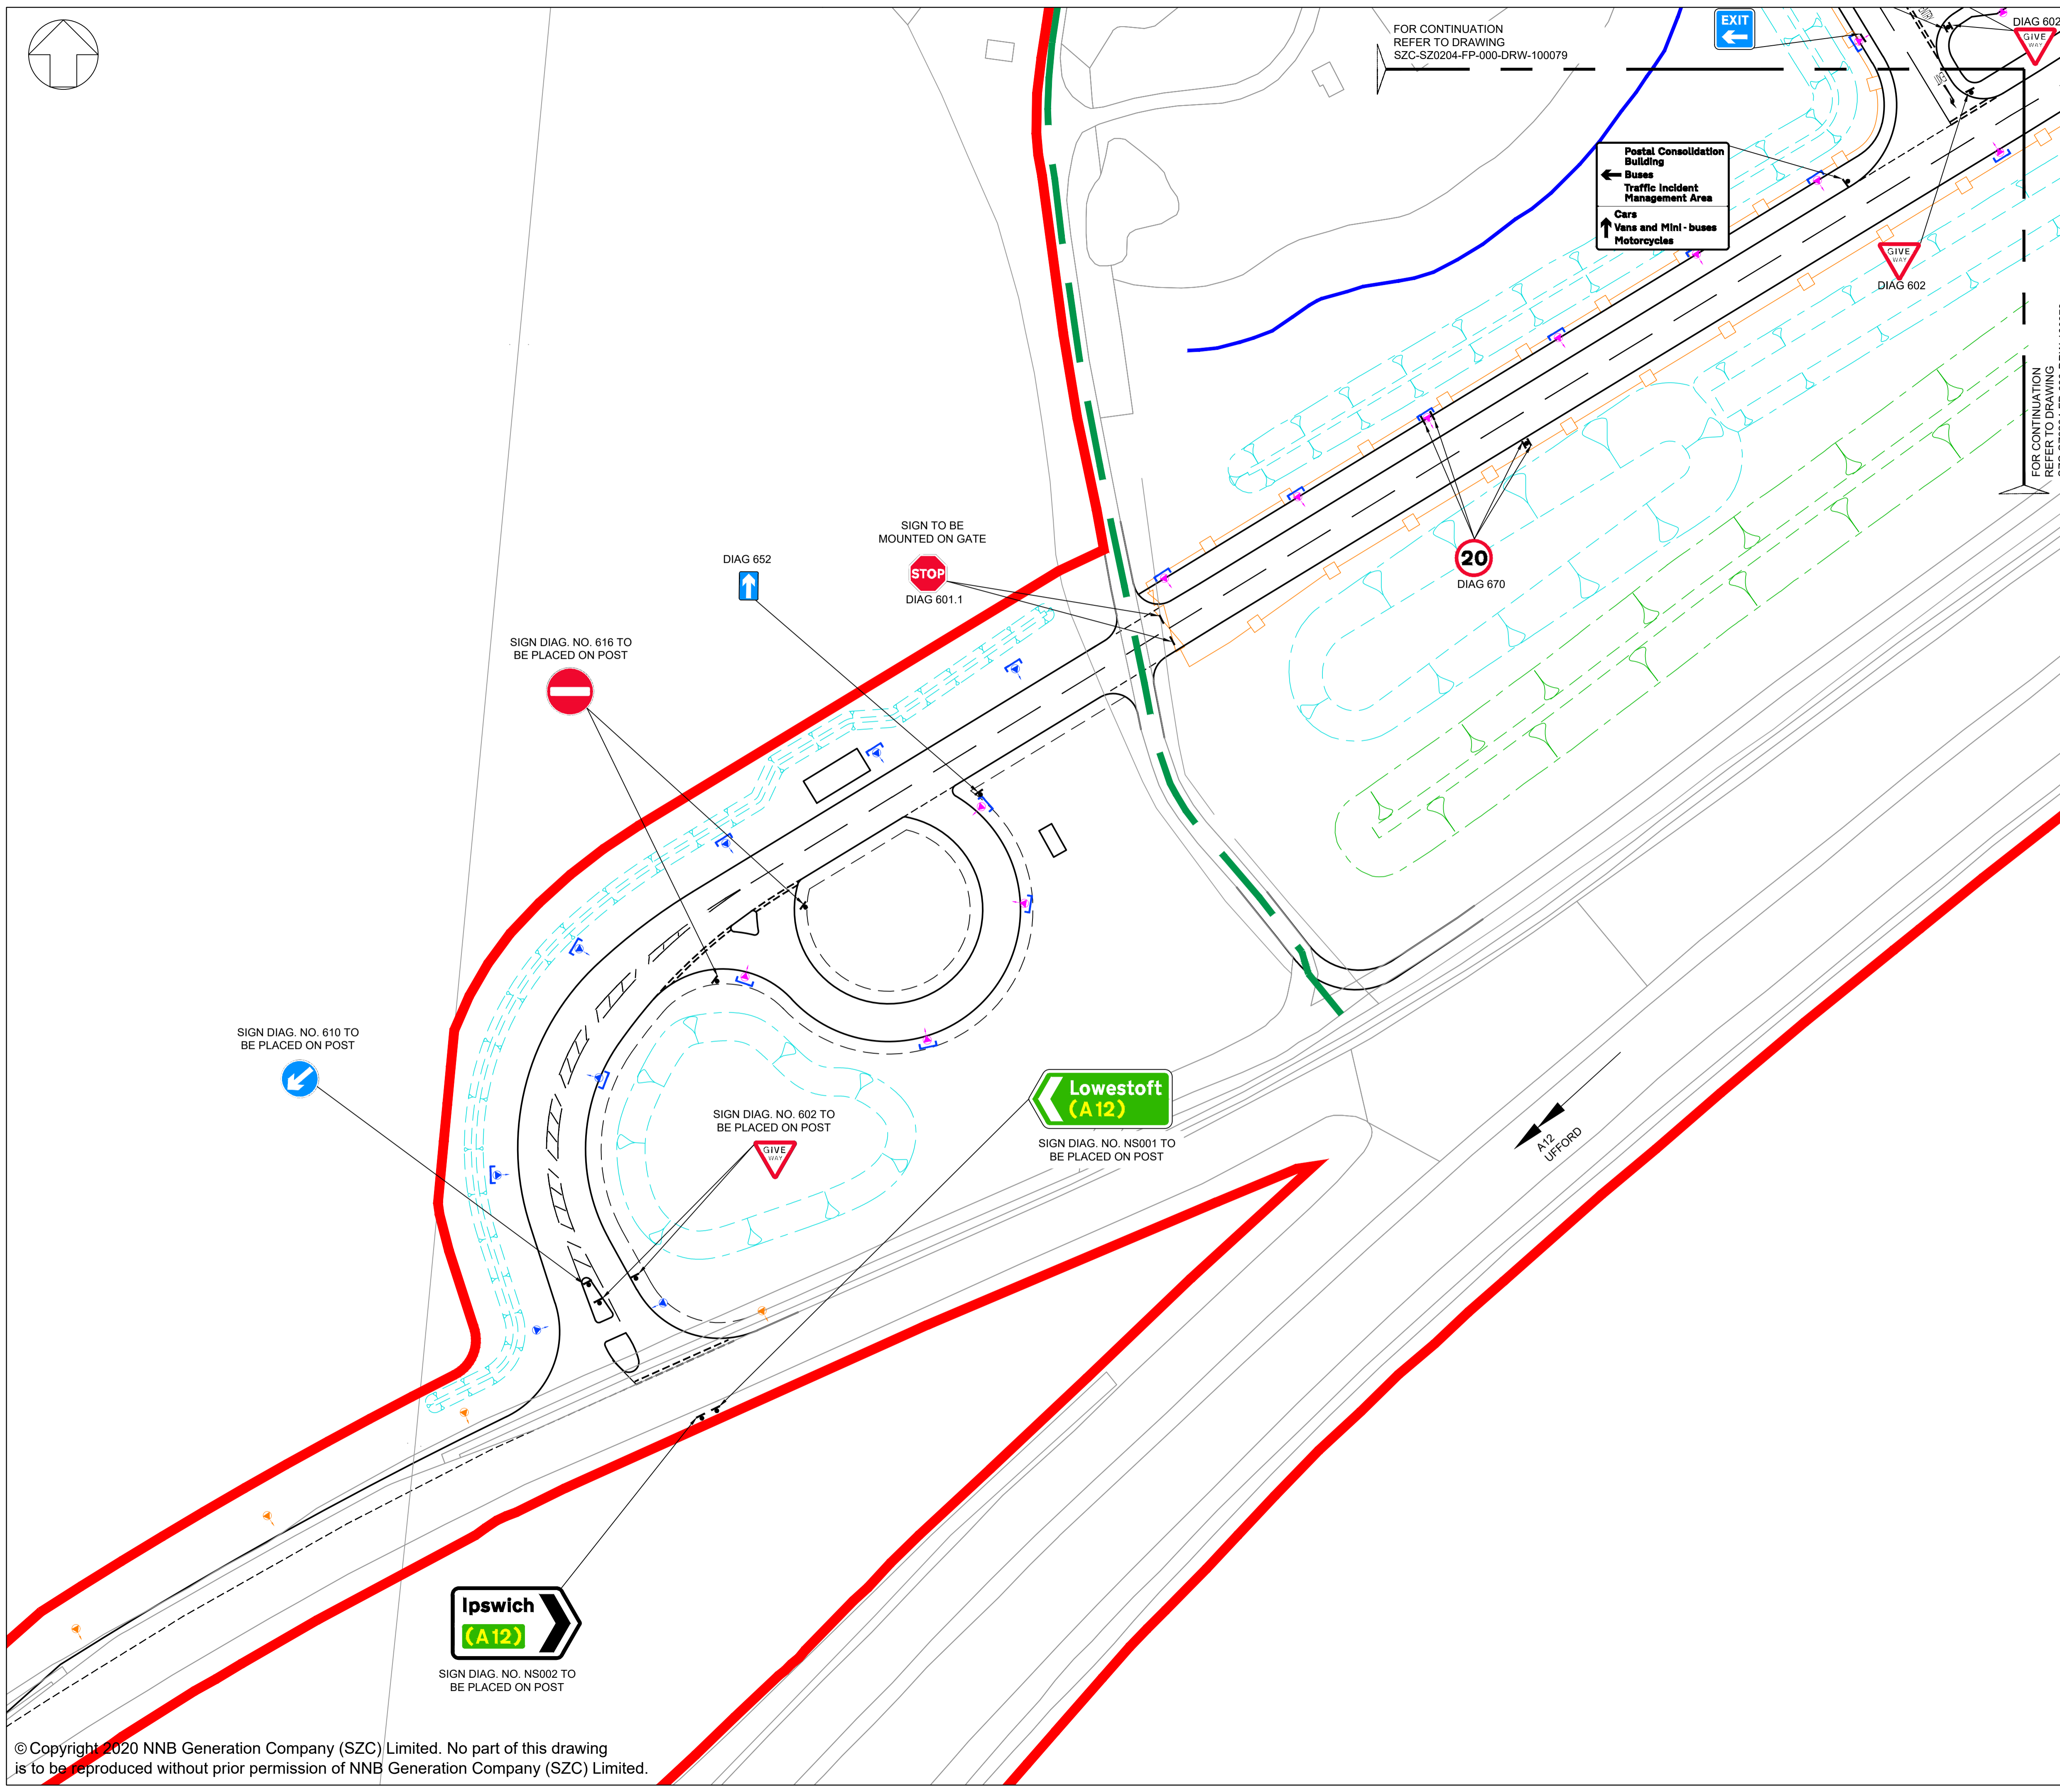 FOR CONTINUATION
REFER TO DRAWING
SZC-SZ0204-FP-000-DRW-100079
EXIT
DIAG 602
GIVE
WAY
Postal Consolidation
Building
Buses
Traffic Incident
Management Area
Cars
Vans and Mini - buses
Motorcycles
GIVE
WAY
DIAG 602
FOR CONTINUATION
REFER TO DRAWING
SIGN TO BE
MOUNTED ON GATE
STOP
DIAG 601.1
DIAG 652
20
DIAG 670
SIGN DIAG. NO. 616 TO
BE PLACED ON POST
SIGN DIAG. NO. 610 TO
BE PLACED ON POST
SIGN DIAG. NO. 602 TO
BE PLACED ON POST
GIVE
WAY
Lowestoft
(A12)
SIGN DIAG. NO. NS001 TO
BE PLACED ON POST
A12
UFFORD
Ipswich
(A12)
SIGN DIAG. NO. NS002 TO
BE PLACED ON POST
© Copyright 2020 NNB Generation Company (SZC) Limited. No part of this drawing
is to be reproduced without prior permission of NNB Generation Company (SZC) Limited.